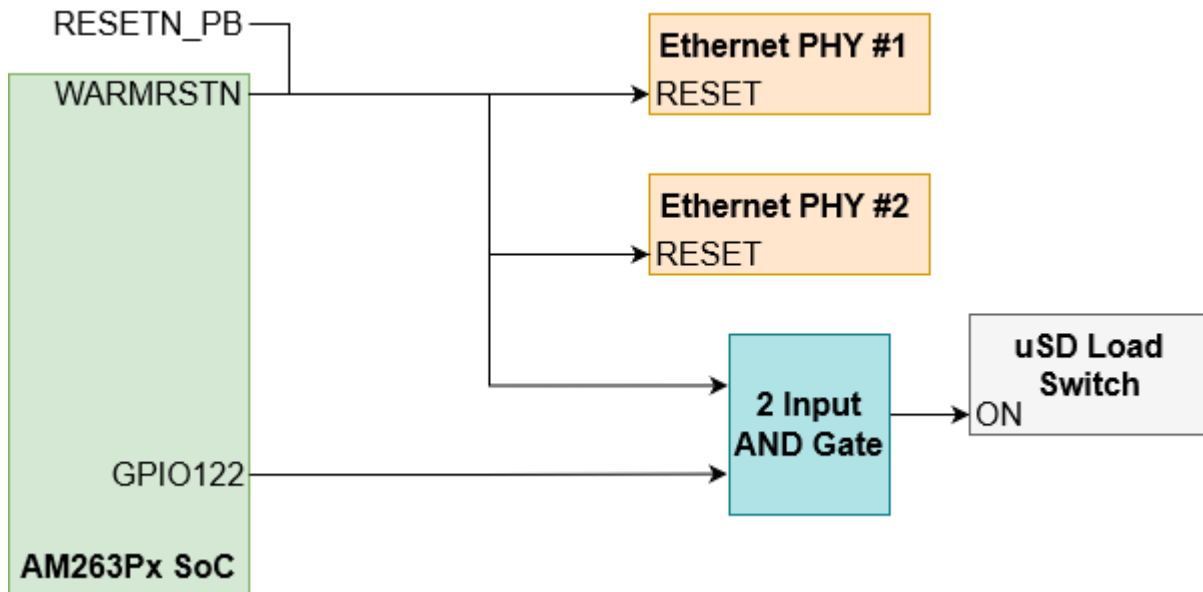 RESETN_PB
WARMRSTN
Ethernet PHY #1
RESET
Ethernet PHY #2
RESET
2 Input
AND Gate
uSD Load
Switch
ON
GPIO122
AM263Px SoC